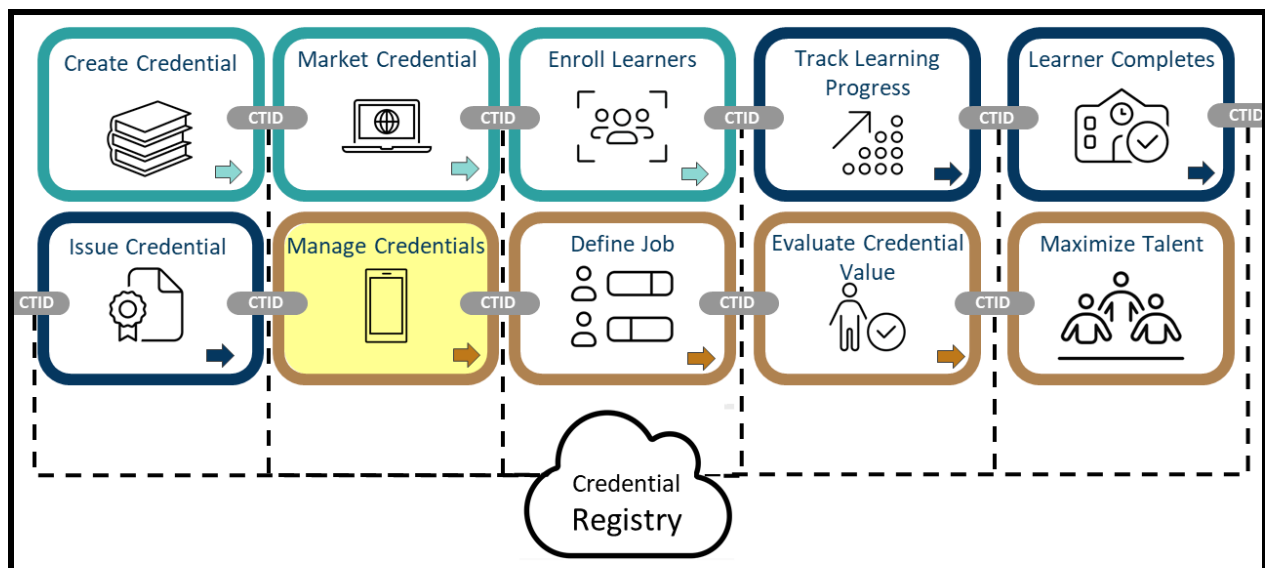 Create Credential
Market Credential
Enroll Learners
Track Learning
Progress
Learner Completes
CTID
CTID
CTID
CTID
CTID
Issue Credential
Manage Credentials
Define Job
Evaluate Credential
Value
Maximize Talent
CTID
CTID
CTID
CTID
CTID
Credential
Registry